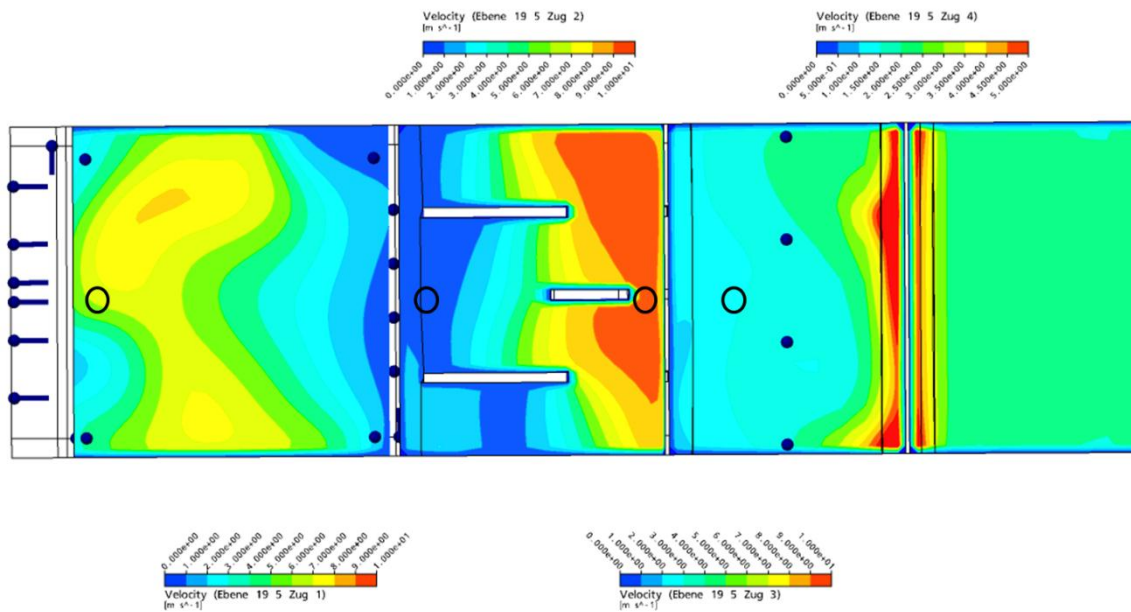 Velocity (Ebene 19 5 Zug 2)
[m s^-1]
0.000e+00
1.000e+00
2.000e+00
3.000e+00
4.000e+00
5.000e+00
6.000e+00
7.000e+00
8.000e+00
9.000e+00
1.000e+01
Velocity (Ebene 19 5 Zug 4)
[m s^-1]
0.000e+00
5.000e-01
1.000e+00
1.500e+00
2.000e+00
2.500e+00
3.000e+00
3.500e+00
4.000e+00
4.500e+00
5.000e+00
0.000e+00
1.000e+00
2.000e+00
3.000e+00
4.000e+00
5.000e+00
6.000e+00
7.000e+00
8.000e+00
9.000e+00
1.000e+01
Velocity (Ebene 19 5 Zug 1)
[m s^-1]
0.000e+00
1.000e+00
2.000e+00
3.000e+00
4.000e+00
5.000e+00
6.000e+00
7.000e+00
8.000e+00
9.000e+00
1.000e+01
Velocity (Ebene 19 5 Zug 3)
[m s^-1]